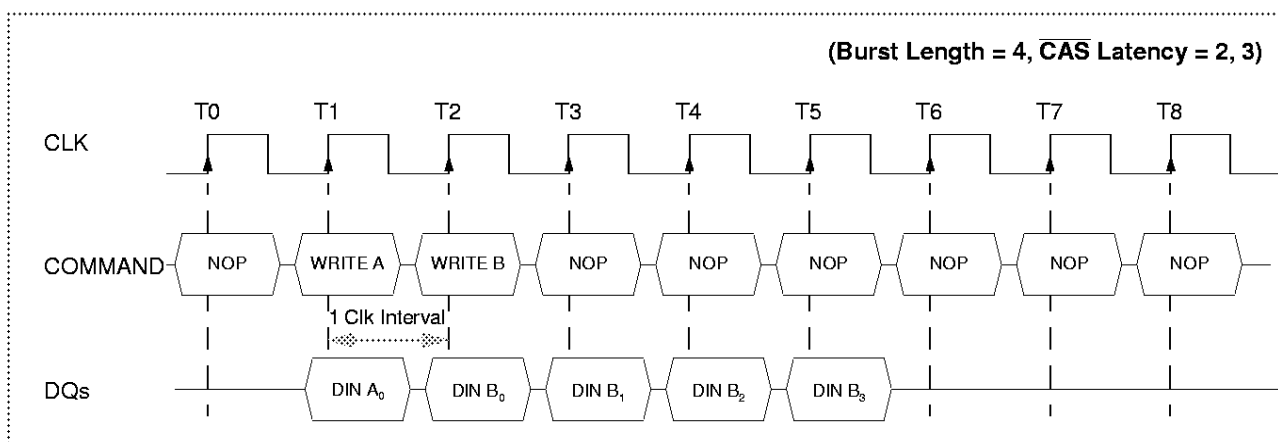 (Burst Length = 4, CAS Latency = 2, 3)
T0 T1 T2 T3 T4 T5 T6 T7 T8
CLK
COMMAND NOP WRITE A WRITE B NOP NOP NOP NOP NOP NOP
1 Clk Interval
DQs DIN A₀ DIN B₀ DIN B₁ DIN B₂ DIN B₃